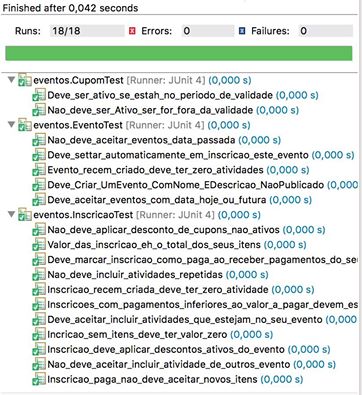 Finished after 0,042 seconds
Runs: 18/18 Errors: 0 Failures: 0
eventos.CupomTest [Runner: JUnit 4] (0,000 s)
Deve_ser_ativo_se_estah_no_periodo_de_validade (0,000 s)
Nao_deve_ser_Ativo_ser_for_fora_da_validade (0,000 s)
eventos.EventoTest [Runner: JUnit 4] (0,000 s)
Nao_deve_aceitar_eventos_data_passada (0,000 s)
Deve_settar_automaticamente_em_inscricao_este_evento (0,000 s)
Evento_recem_criado_deve_ter_zero_atividades (0,000 s)
Deve_Criar_UmEvento_ComNome_EDescricao_NaoPublicado (0,000 s)
Deve_aceitar_eventos_com_data_hoje_ou_futura (0,000 s)
eventos.InscricaoTest [Runner: JUnit 4] (0,000 s)
Nao_deve_aplicar_desconto_de_cupons_nao_ativos (0,000 s)
Valor_das_inscricao_eh_o_total_dos_seus_itens (0,000 s)
Deve_marcar_inscricao_como_paga_ao_receber_pagamentos_do_seu
Nao_deve_incluir_atividades_repetidas (0,000 s)
Inscricao_recem_criada_deve_ter_zero_atividade (0,000 s)
Inscricoes_com_pagamentos_inferiores_ao_valor_a_pagar_devem_es
Deve_aceitar_incluir_atividades_que_estejam_no_seu_evento (0,000
Incricao_sem_itens_deve_ter_valor_zero (0,000 s)
Inscricao_deve_aplicar_descontos_ativos_do_evento (0,000 s)
Nao_deve_aceitar_incluir_atividade_de_outro_evento (0,000 s)
Inscricao_paga_nao_deve_aceitar_novos_itens (0,000 s)